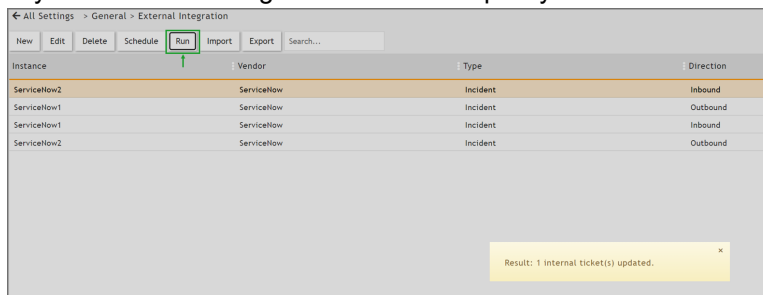 ← All Settings > General > External Integration
New Edit Delete Schedule Run Import Export Search...
Instance Vendor Type Direction
ServiceNow2 ServiceNow Incident Inbound
ServiceNow1 ServiceNow Incident Outbound
ServiceNow1 ServiceNow Incident Inbound
ServiceNow2 ServiceNow Incident Outbound
×
Result: 1 internal ticket(s) updated.